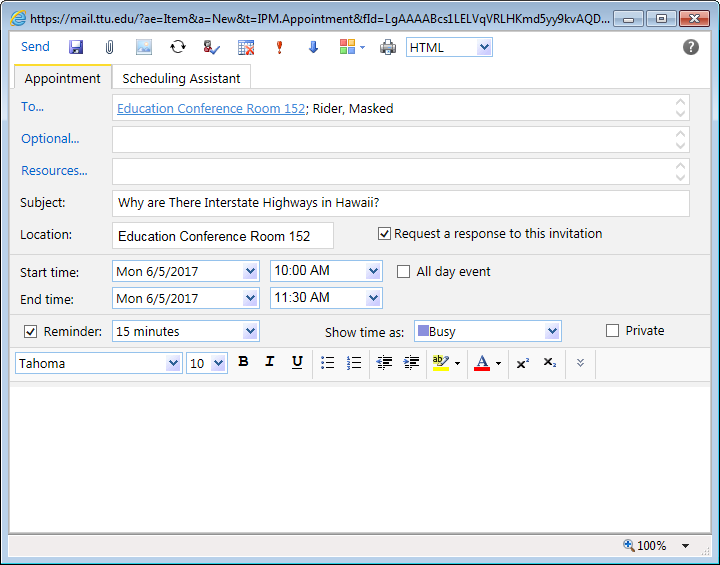 https://mail.ttu.edu/?ae=Item&a=New&t=IPM.Appointment&fId=LgAAAABcs1LELVqVRLHKmd5yy9kvAQD...
Send HTML ?
Appointment Scheduling Assistant
To... Education Conference Room 152; Rider, Masked
Optional...
Resources...
Subject: Why are There Interstate Highways in Hawaii?
Location: Education Conference Room 152 Request a response to this invitation
Start time: Mon 6/5/2017 10:00 AM All day event
End time: Mon 6/5/2017 11:30 AM
Reminder: 15 minutes Show time as: Busy Private
Tahoma 10 B I U ab A x² x₂
100%